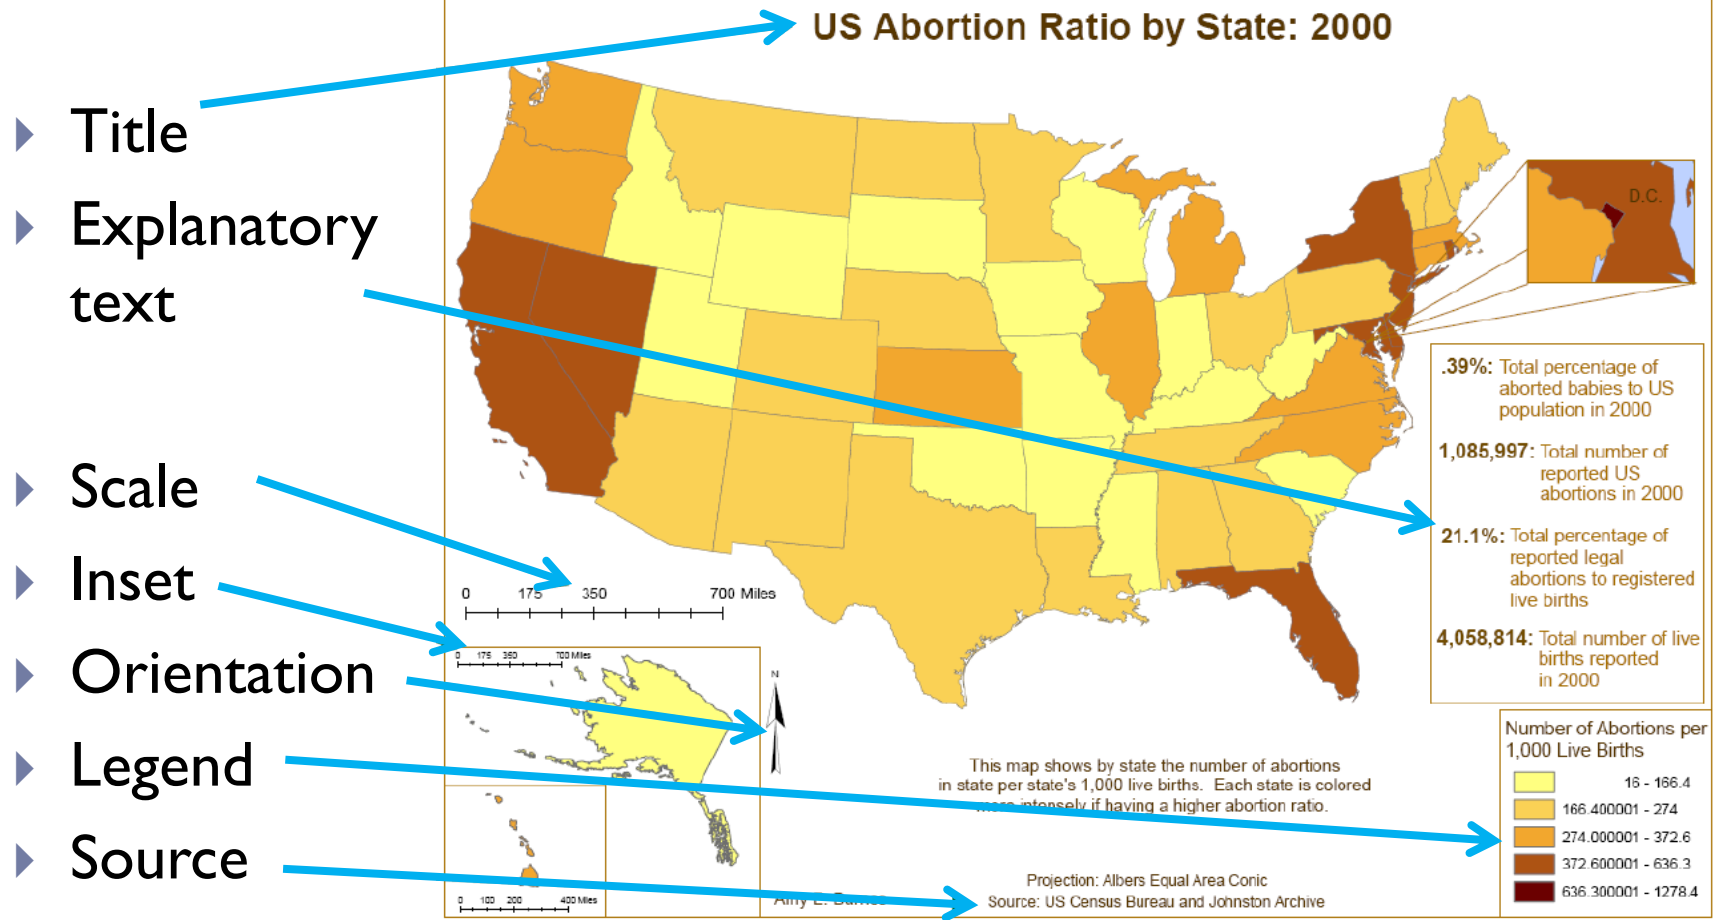 US Abortion Ratio by State: 2000
Title
Explanatory
text
Scale
Inset
Orientation
Legend
Source
D.C.
.39%: Total percentage of
aborted babies to US
population in 2000
1,085,997: Total number of
reported US
abortions in 2000
21.1%: Total percentage of
reported legal
abortions to registered
live births
4,058,814: Total number of live
births reported
in 2000
0 175 350 700 Miles
0 175 350 700 Miles
N
This map shows by state the number of abortions
in state per state's 1,000 live births. Each state is colored
more intensely if having a higher abortion ratio.
Number of Abortions per
1,000 Live Births
16 - 166.4
166.400001 - 274
274.000001 - 372.6
372.600001 - 636.3
636.300001 - 1278.4
0 100 200 400 Miles
Projection: Albers Equal Area Conic
Amy E.
Source: US Census Bureau and Johnston Archive